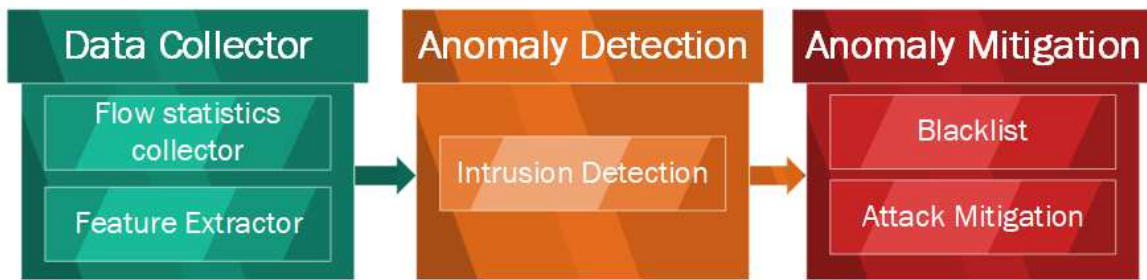 Data Collector
Flow statistics
collector
Feature Extractor
Anomaly Detection
Intrusion Detection
Anomaly Mitigation
Blacklist
Attack Mitigation